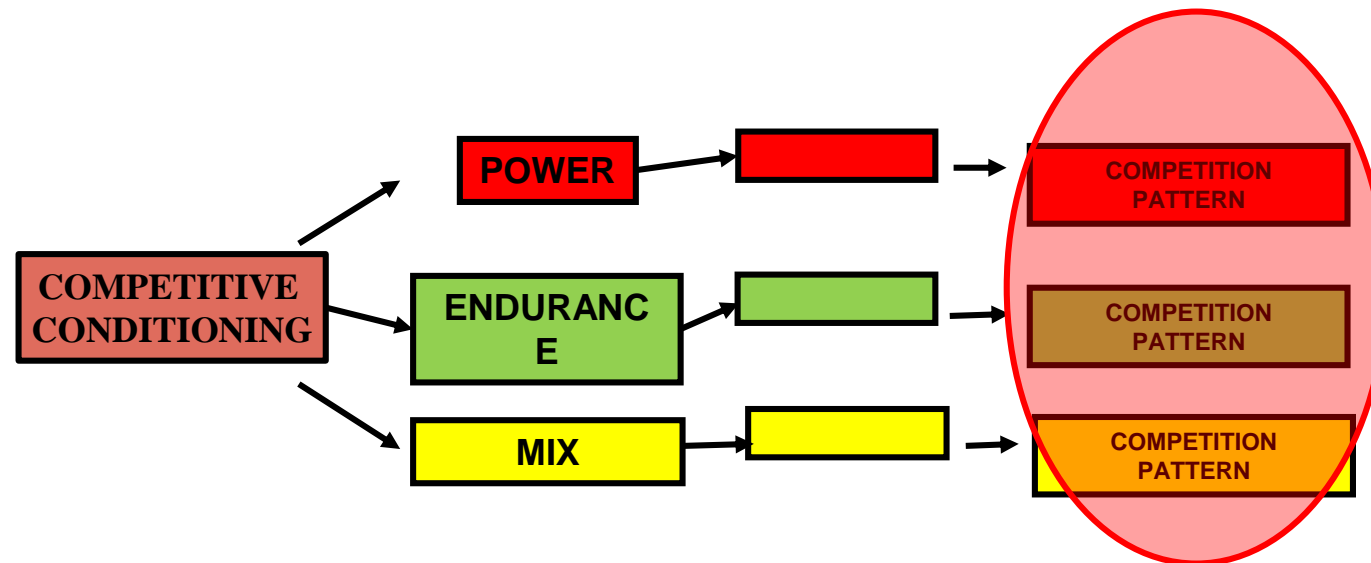 POWER
COMPETITION
PATTERN
COMPETITIVE
CONDITIONING
ENDURANC
E
COMPETITION
PATTERN
MIX
COMPETITION
PATTERN